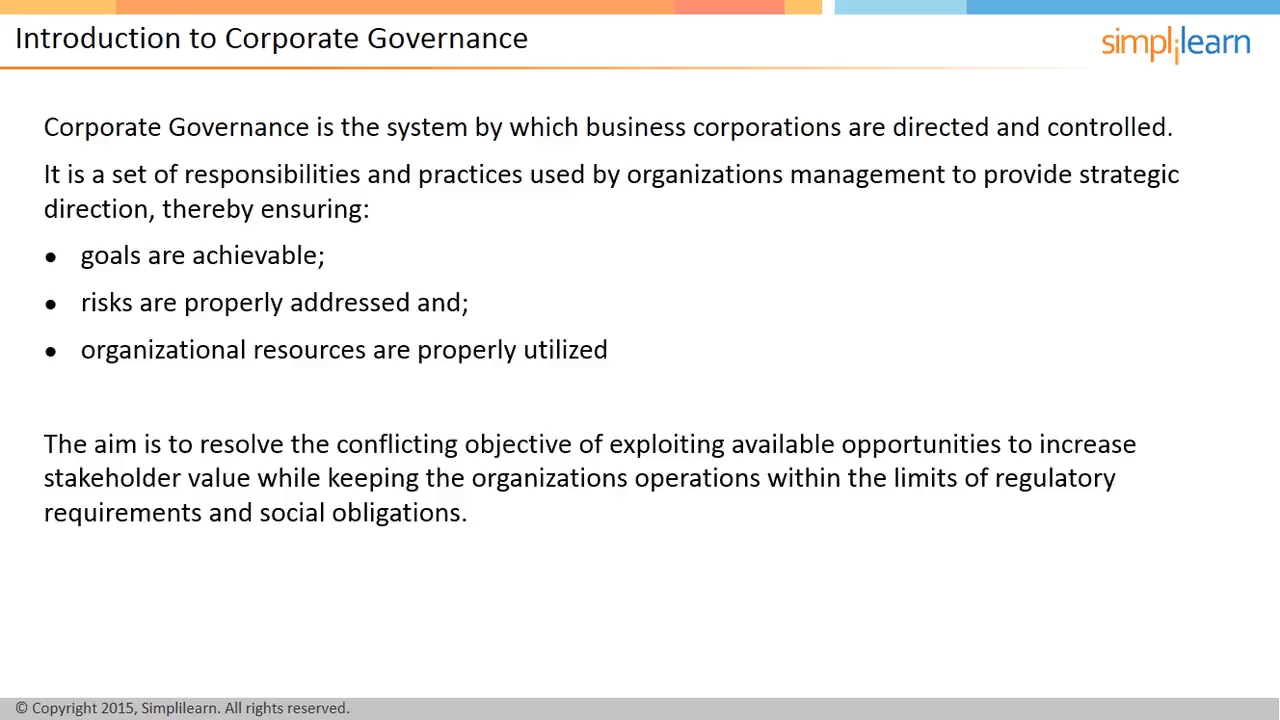 Introduction to Corporate Governance
simplilearn
Corporate Governance is the system by which business corporations are directed and controlled.
It is a set of responsibilities and practices used by organizations management to provide strategic
direction, thereby ensuring:
• goals are achievable;
• risks are properly addressed and;
• organizational resources are properly utilized
The aim is to resolve the conflicting objective of exploiting available opportunities to increase
stakeholder value while keeping the organizations operations within the limits of regulatory
requirements and social obligations.
© Copyright 2015, Simplilearn. All rights reserved.